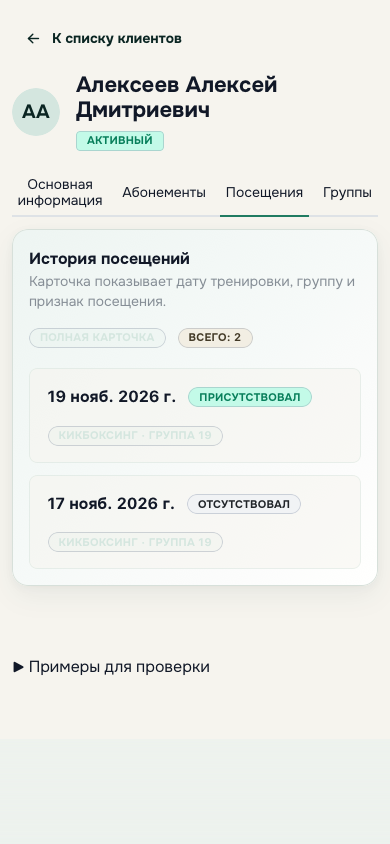 ← К списку клиентов
АА
Алексеев Алексей
Дмитриевич
АКТИВНЫЙ
Основная
информация
Абонементы
Посещения
Группы
История посещений
Карточка показывает дату тренировки, группу и
признак посещения.
ПОЛНАЯ КАРТОЧКА
ВСЕГО: 2
19 нояб. 2026 г.
ПРИСУТСТВОВАЛ
КИКБОКСИНГ · ГРУППА 19
17 нояб. 2026 г.
ОТСУТСТВОВАЛ
КИКБОКСИНГ · ГРУППА 19
▶ Примеры для проверки